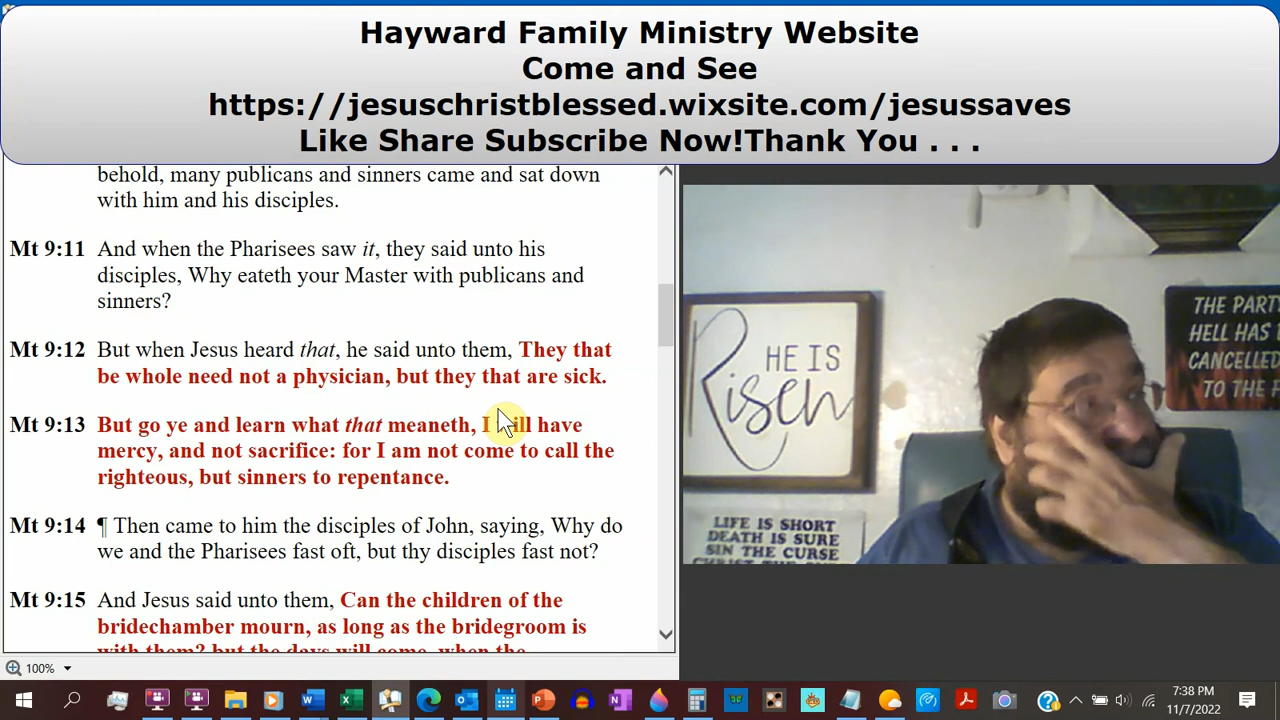 Hayward Family Ministry Website
Come and See
https://jesuschristblessed.wixsite.com/jesussaves
Like Share Subscribe Now!Thank You . . .
behold, many publicans and sinners came and sat down
with him and his disciples.
Mt 9:11 And when the Pharisees saw it, they said unto his
disciples, Why eateth your Master with publicans and
sinners?
Mt 9:12 But when Jesus heard that, he said unto them, They that
be whole need not a physician, but they that are sick.
Mt 9:13 But go ye and learn what that meaneth, I will have
mercy, and not sacrifice: for I am not come to call the
righteous, but sinners to repentance.
Mt 9:14 ¶ Then came to him the disciples of John, saying, Why do
we and the Pharisees fast oft, but thy disciples fast not?
Mt 9:15 And Jesus said unto them, Can the children of the
bridechamber mourn, as long as the bridegroom is
with them? but the days will come, when the
100%
HE IS
Risen
THE PARTY
HELL HAS
CANCELLED
TO THE F
LIFE IS SHORT
DEATH IS SURE
SIN THE CURSE
7:38 PM
11/7/2022